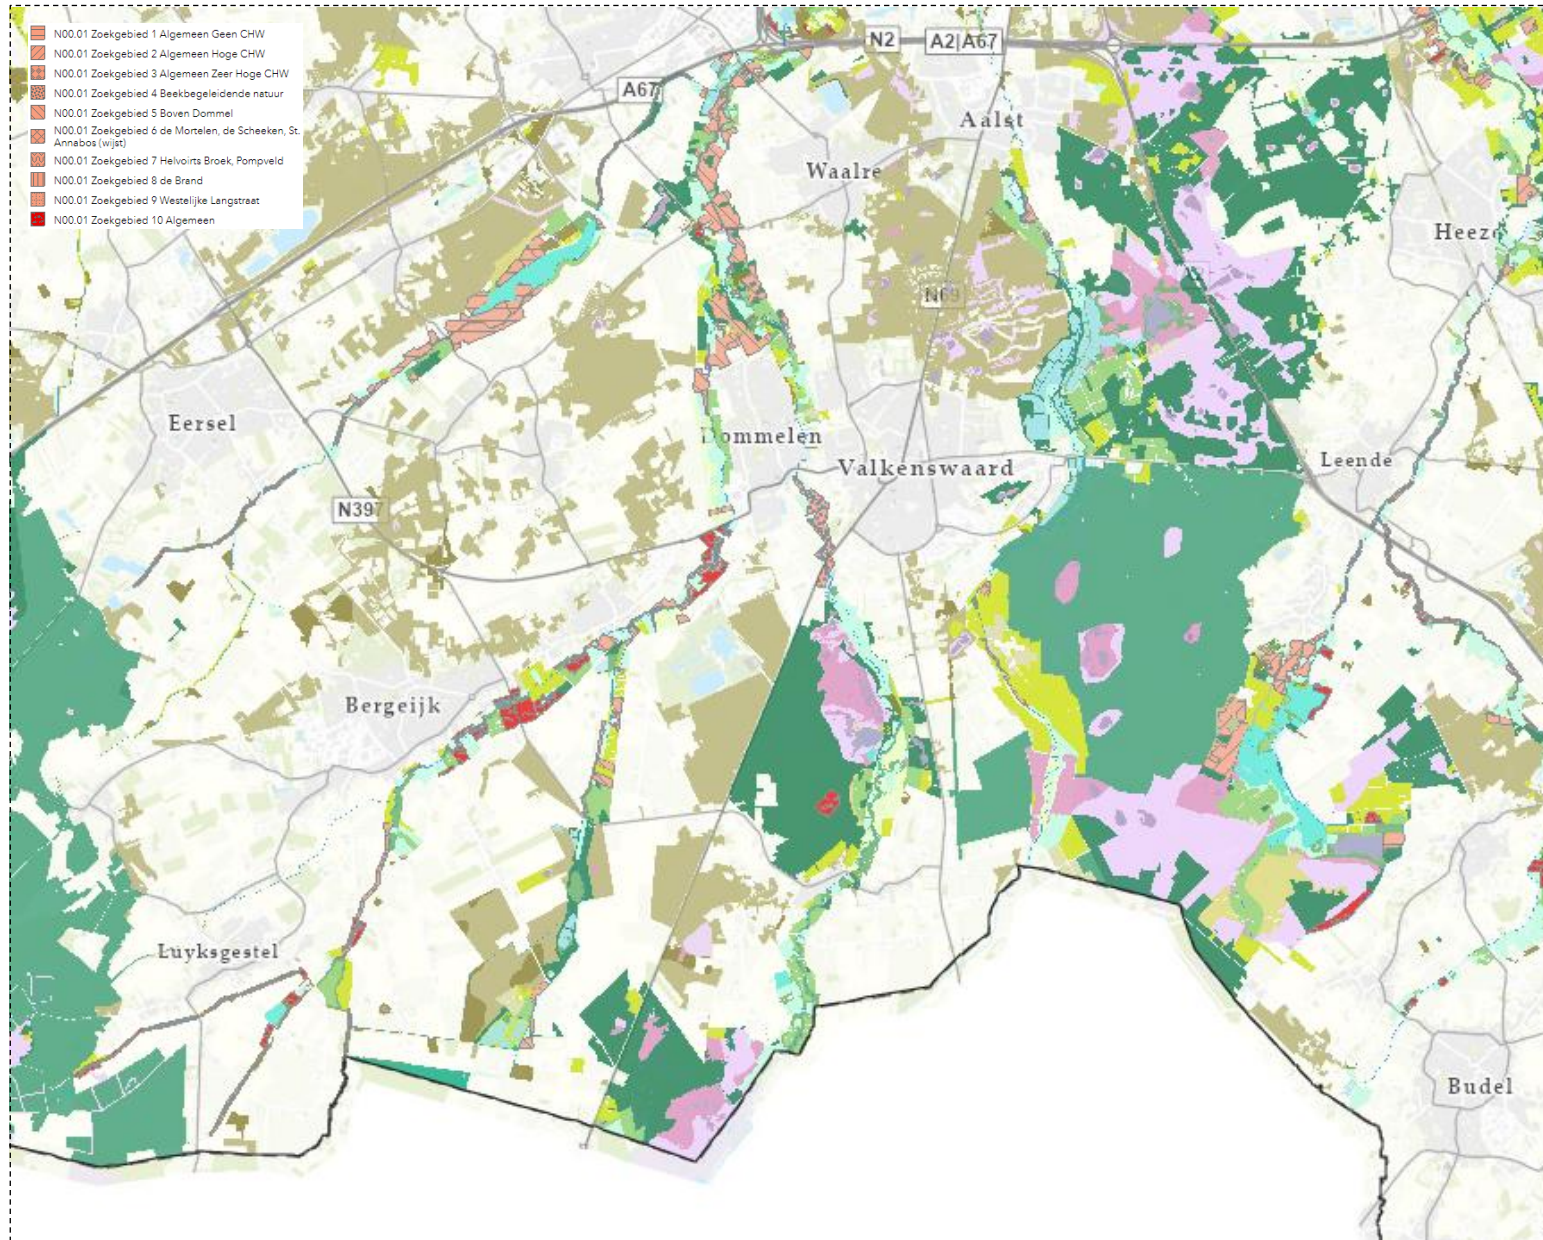 N00.01 Zoekgebied 1 Algemeen Geen CHW
N00.01 Zoekgebied 2 Algemeen Hoge CHW
N00.01 Zoekgebied 3 Algemeen Zeer Hoge CHW
N00.01 Zoekgebied 4 Beekbegeleidende natuur
N00.01 Zoekgebied 5 Boven Dommel
N00.01 Zoekgebied 6 de Mortelen, de Scheeken, St.
Annabos (wijst)
N00.01 Zoekgebied 7 Helvoirts Broek, Pompveld
N00.01 Zoekgebied 8 de Brand
N00.01 Zoekgebied 9 Westelijke Langstraat
N00.01 Zoekgebied 10 Algemeen
N2
A2|A67
A67
Aalst
Waalre
Heeze
N69
Eersel
Dommelen
Valkenswaard
Leende
N397
Bergeijk
Luyksgestel
Budel